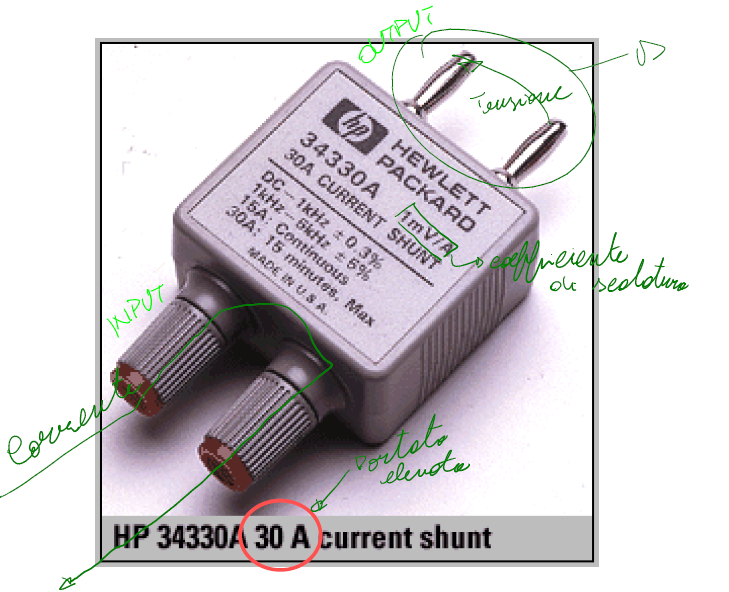 OUTPUT
Tensione
hp HEWLETT
PACKARD
34330A
30A CURRENT SHUNT
1mV/A
DC – 1kHz ± 0.3%
1kHz – 5kHz ± 5%
15A: Continuous
30A: 15 minutes, Max
MADE IN U.S.A.
coefficiente
di scalatura
INPUT
Corrente
Portata
elevata
HP 34330A 30 A current shunt